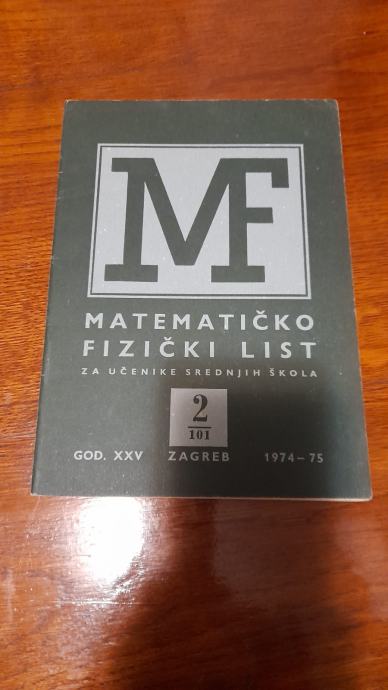 MF
MATEMATIČKO
FIZIČKI LIST
ZA UČENIKE SREDNJIH ŠKOLA
2
101
GOD. XXV ZAGREB 1974-75